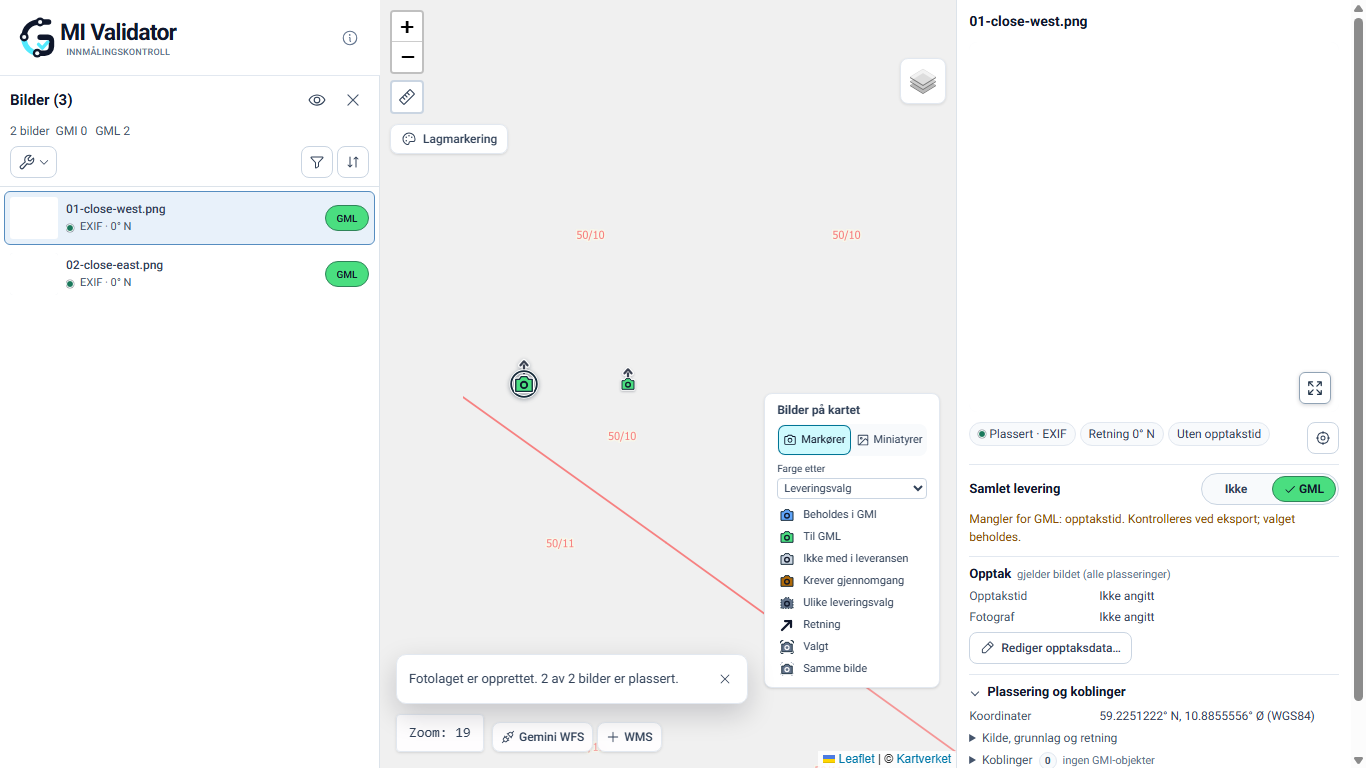 MI Validator
INNMÅLINGSKONTROLL
Bilder (3)
2 bilder GMI 0 GML 2
01-close-west.png
EXIF · 0° N
GML
02-close-east.png
EXIF · 0° N
GML
+
−
Lagmarkering
50/10
50/10
50/10
50/11
Bilder på kartet
Markører
Miniatyrer
Farge etter
Leveringsvalg
Beholdes i GMI
Til GML
Ikke med i leveransen
Krever gjennomgang
Ulike leveringsvalg
Retning
Valgt
Samme bilde
Fotolaget er opprettet. 2 av 2 bilder er plassert.
Zoom: 19
Gemini WFS
WMS
Leaflet | © Kartverket
01-close-west.png
Plassert · EXIF
Retning 0° N
Uten opptakstid
Samlet levering
Ikke
GML
Mangler for GML: opptakstid. Kontrolleres ved eksport; valget
beholdes.
Opptak gjelder bildet (alle plasseringer)
Opptakstid Ikke angitt
Fotograf Ikke angitt
Rediger opptaksdata...
Plassering og koblinger
Koordinater 59.2251222° N, 10.8855556° Ø (WGS84)
Kilde, grunnlag og retning
Koblinger 0 ingen GMI-objekter